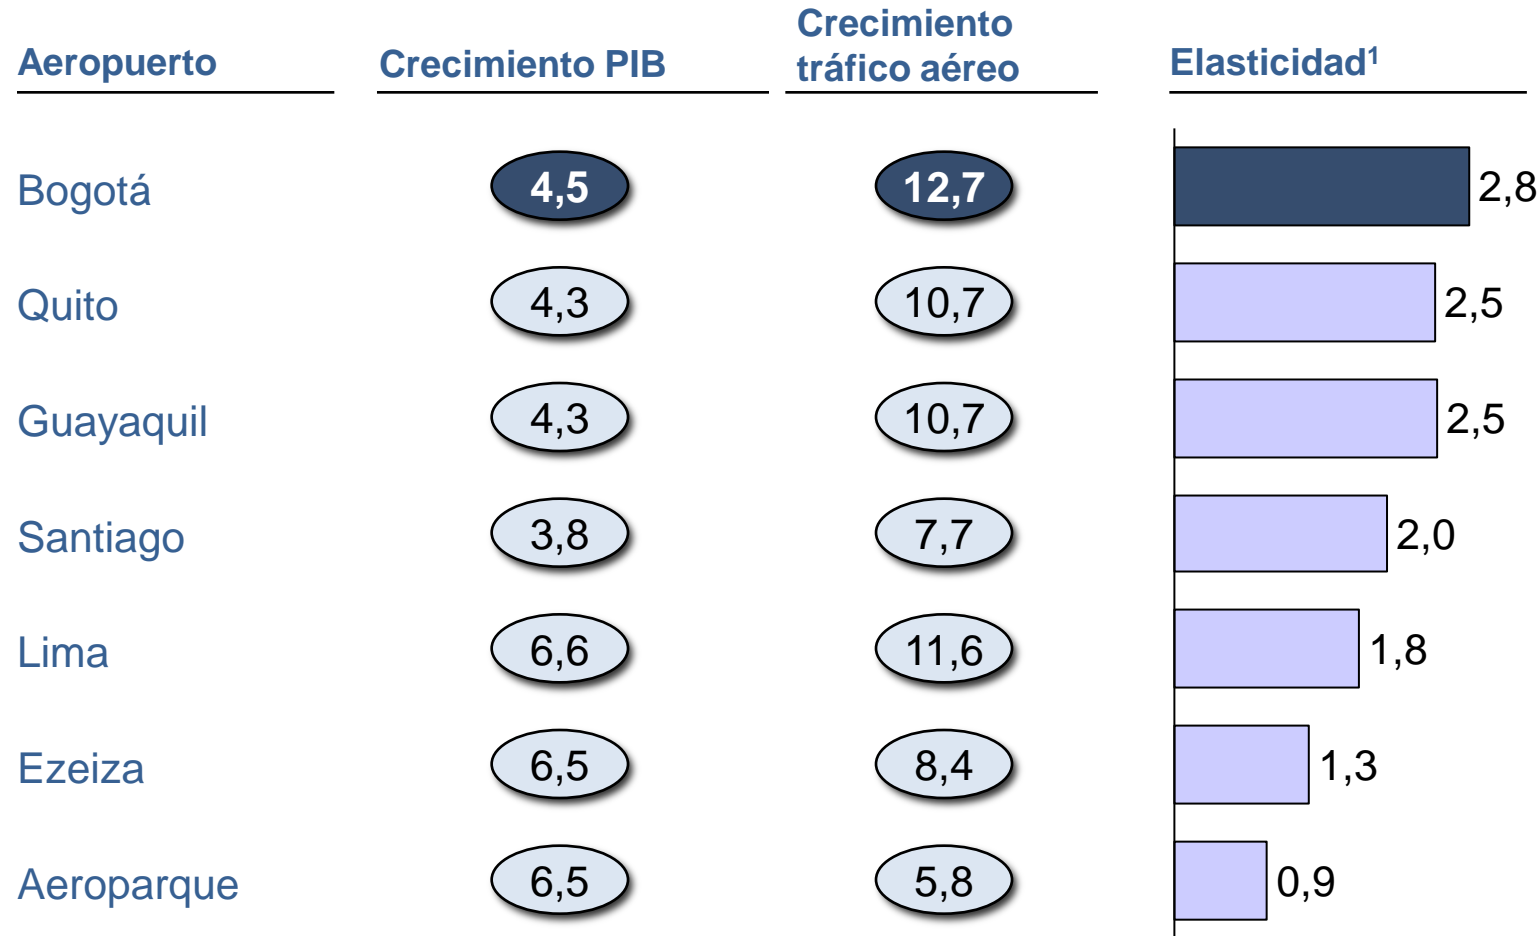 Aeropuerto
Crecimiento PIB
Crecimiento
tráfico aéreo
Elasticidad¹
Bogotá 4,5 12,7 2,8
Quito 4,3 10,7 2,5
Guayaquil 4,3 10,7 2,5
Santiago 3,8 7,7 2,0
Lima 6,6 11,6 1,8
Ezeiza 6,5 8,4 1,3
Aeroparque 6,5 5,8 0,9